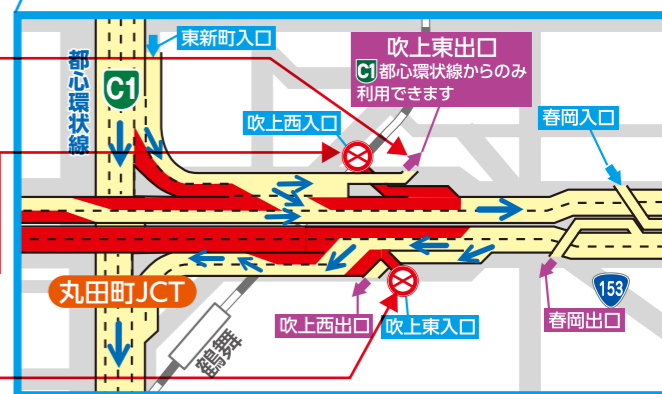 東新町入口
都心環状線
C1
吹上東出口
C1 都心環状線からのみ
利用できます
吹上西入口
春岡入口
丸田町JCT
153
鶴舞
吹上西出口
吹上東入口
春岡出口